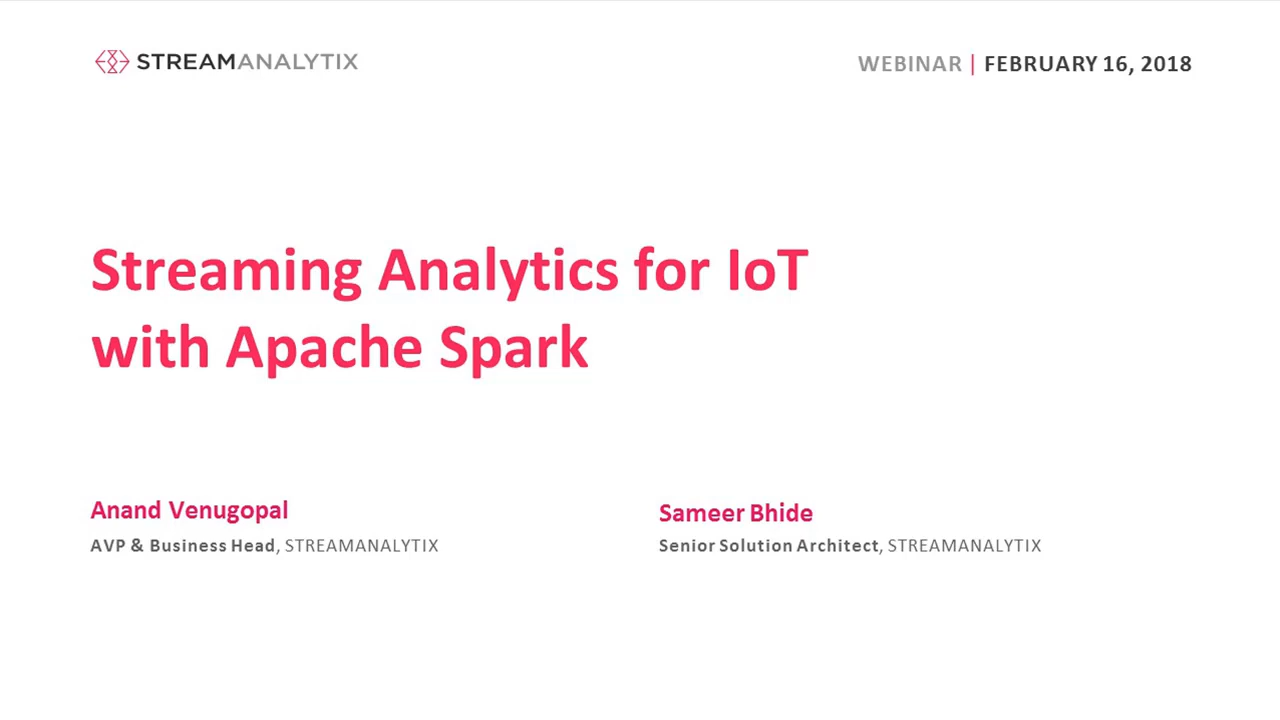 STREAMANALYTIX
WEBINAR | FEBRUARY 16, 2018
Streaming Analytics for IoT
with Apache Spark
Anand Venugopal
AVP & Business Head, STREAMANALYTIX
Sameer Bhide
Senior Solution Architect, STREAMANALYTIX